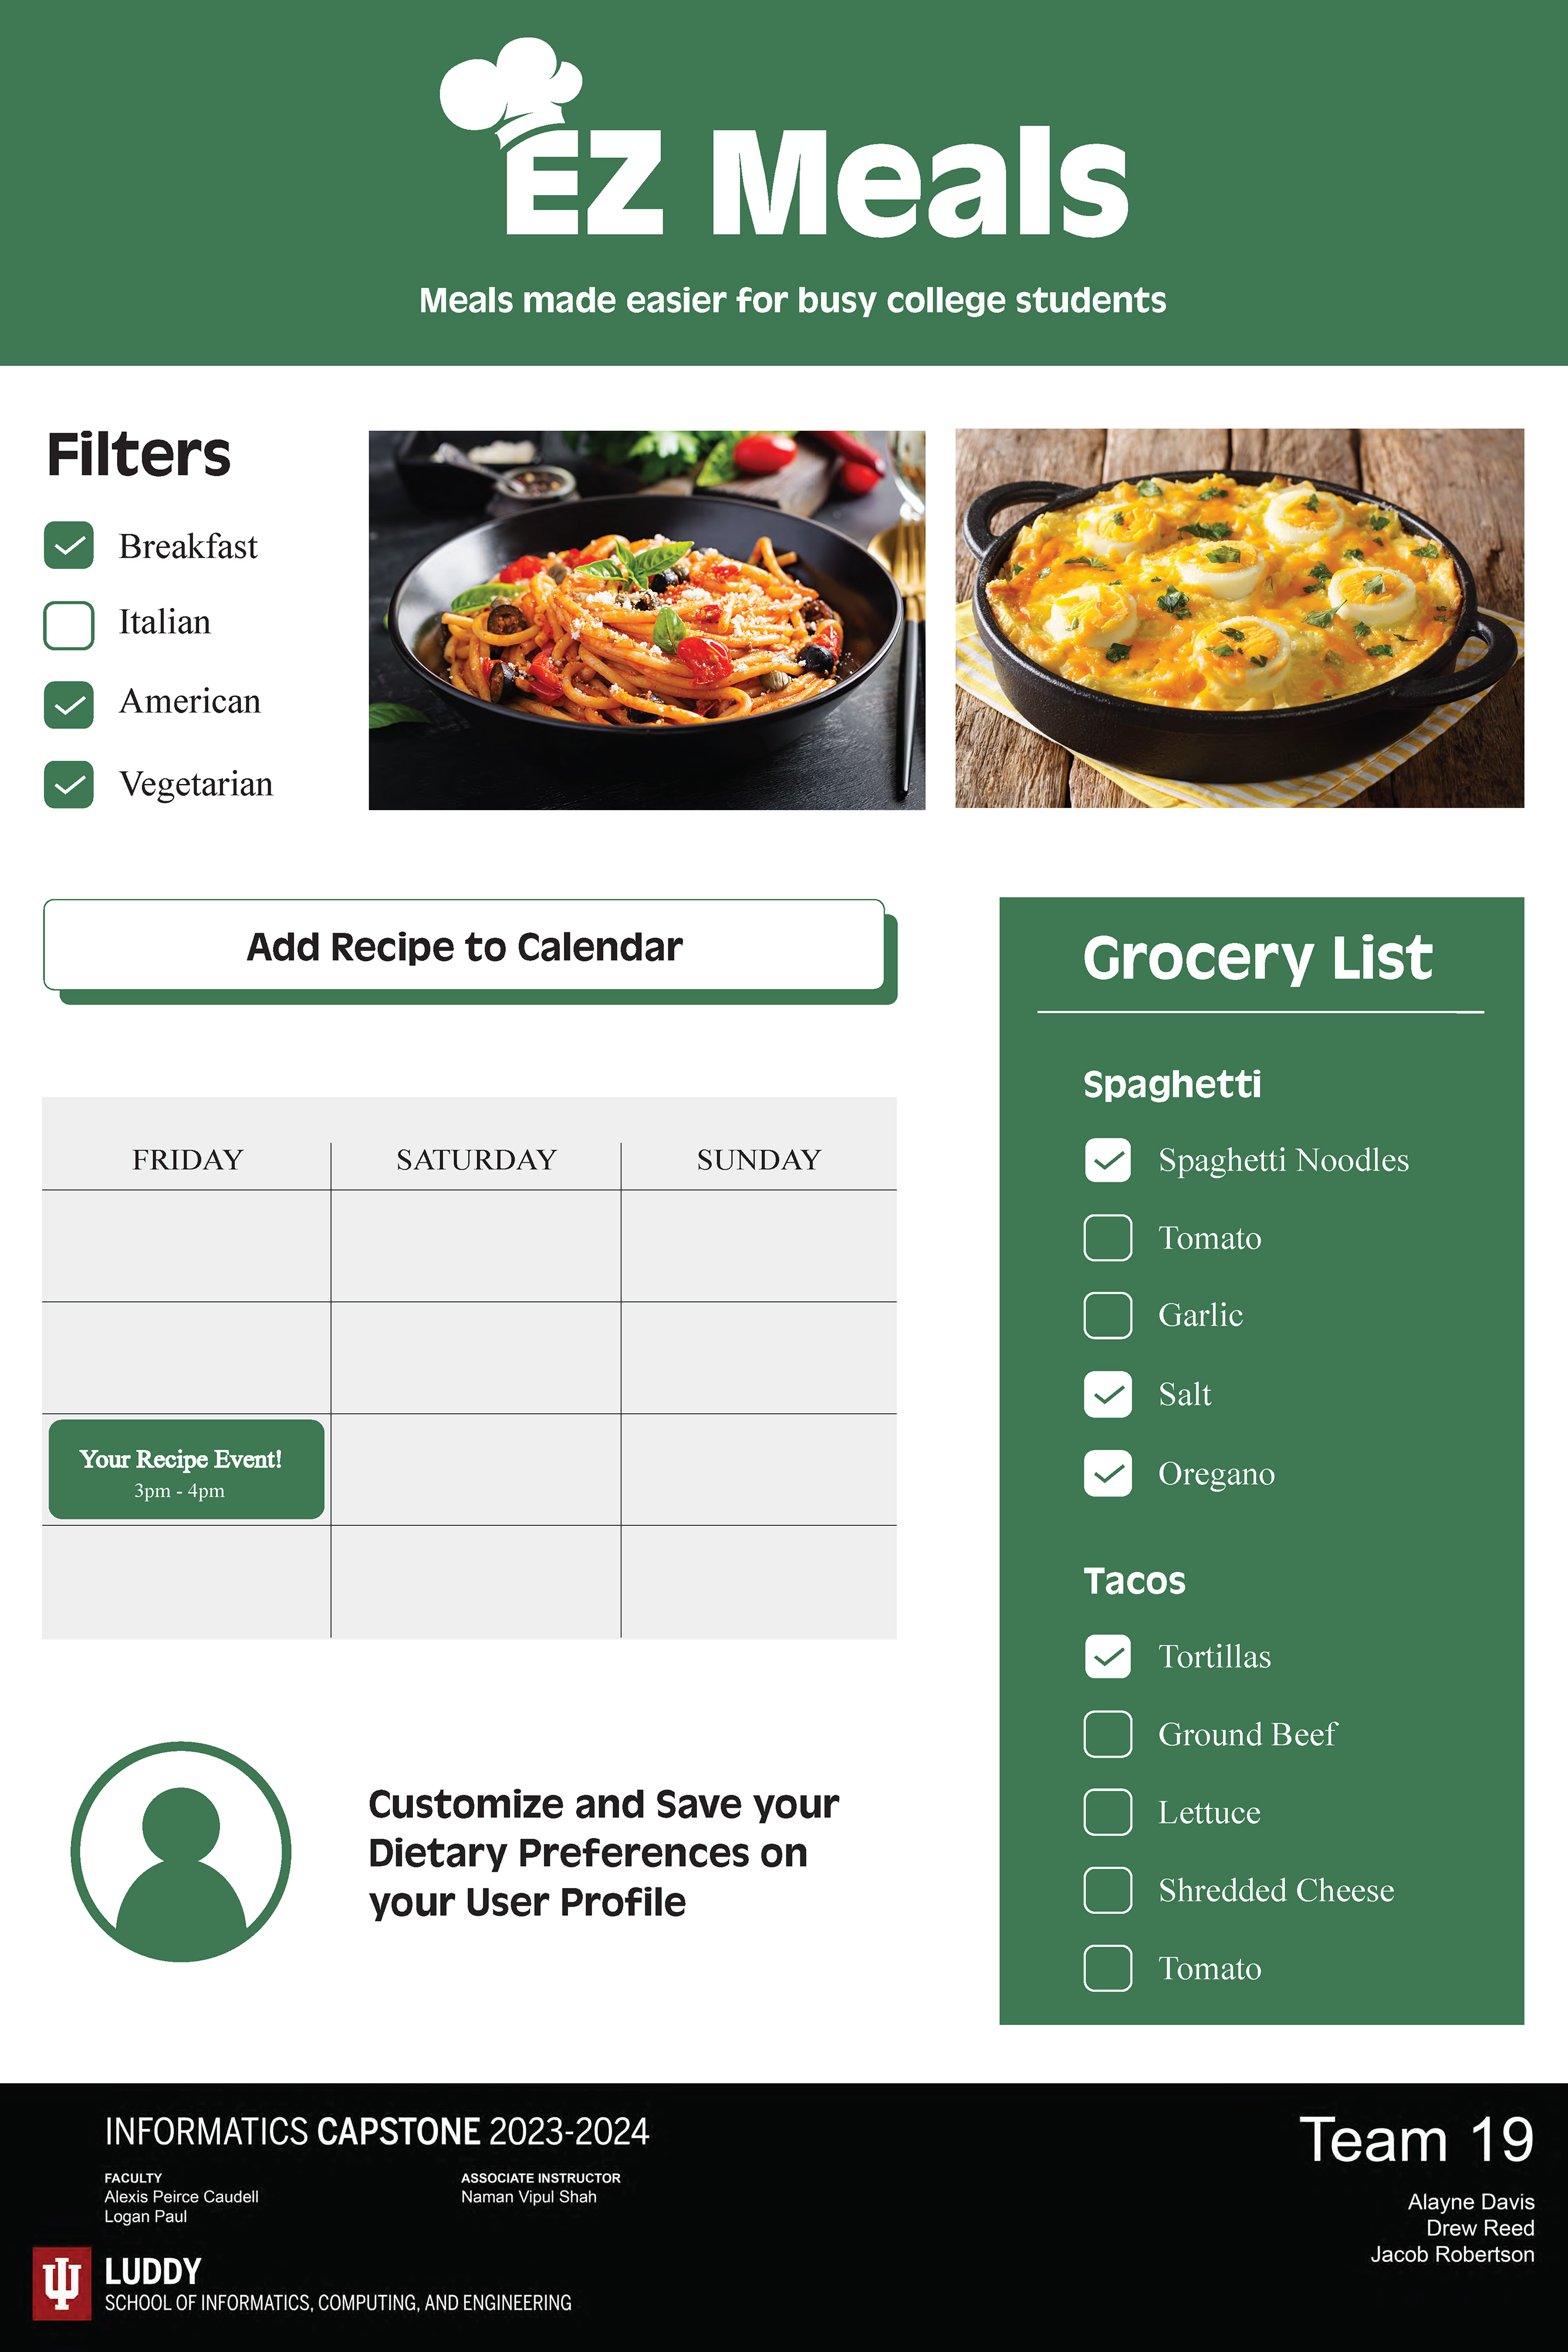 EZ Meals
Meals made easier for busy college students
Filters
Breakfast
Italian
American
Vegetarian
Add Recipe to Calendar
FRIDAY
SATURDAY
SUNDAY
Your Recipe Event!
3pm - 4pm
Customize and Save your
Dietary Preferences on
your User Profile
Grocery List
Spaghetti
Spaghetti Noodles
Tomato
Garlic
Salt
Oregano
Tacos
Tortillas
Ground Beef
Lettuce
Shredded Cheese
Tomato
INFORMATICS CAPSTONE 2023-2024
FACULTY
Alexis Peirce Caudell
Logan Paul
ASSOCIATE INSTRUCTOR
Naman Vipul Shah
LUDDY
SCHOOL OF INFORMATICS, COMPUTING, AND ENGINEERING
Team 19
Alayne Davis
Drew Reed
Jacob Robertson